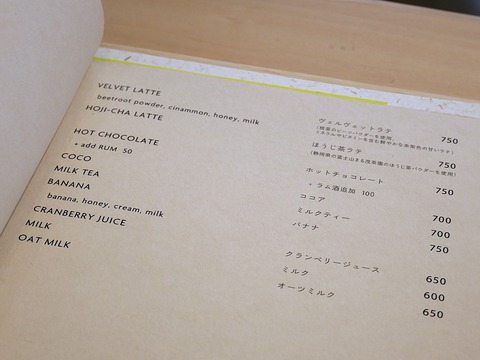 VELVET LATTE
beetroot powder, cinammon, honey, milk
HOJI-CHA LATTE
HOT CHOCOLATE
+ add RUM 50
COCO
MILK TEA
BANANA
banana, honey, cream, milk
CRANBERRY JUICE
MILK
OAT MILK
ヴェルヴェットラテ 750
ほうじ茶ラテ 750
ホットチョコレート 750
+ラム酒追加 100
ココア 700
ミルクティー 700
バナナ 750
クランベリージュース 650
ミルク 600
オーツミルク 650